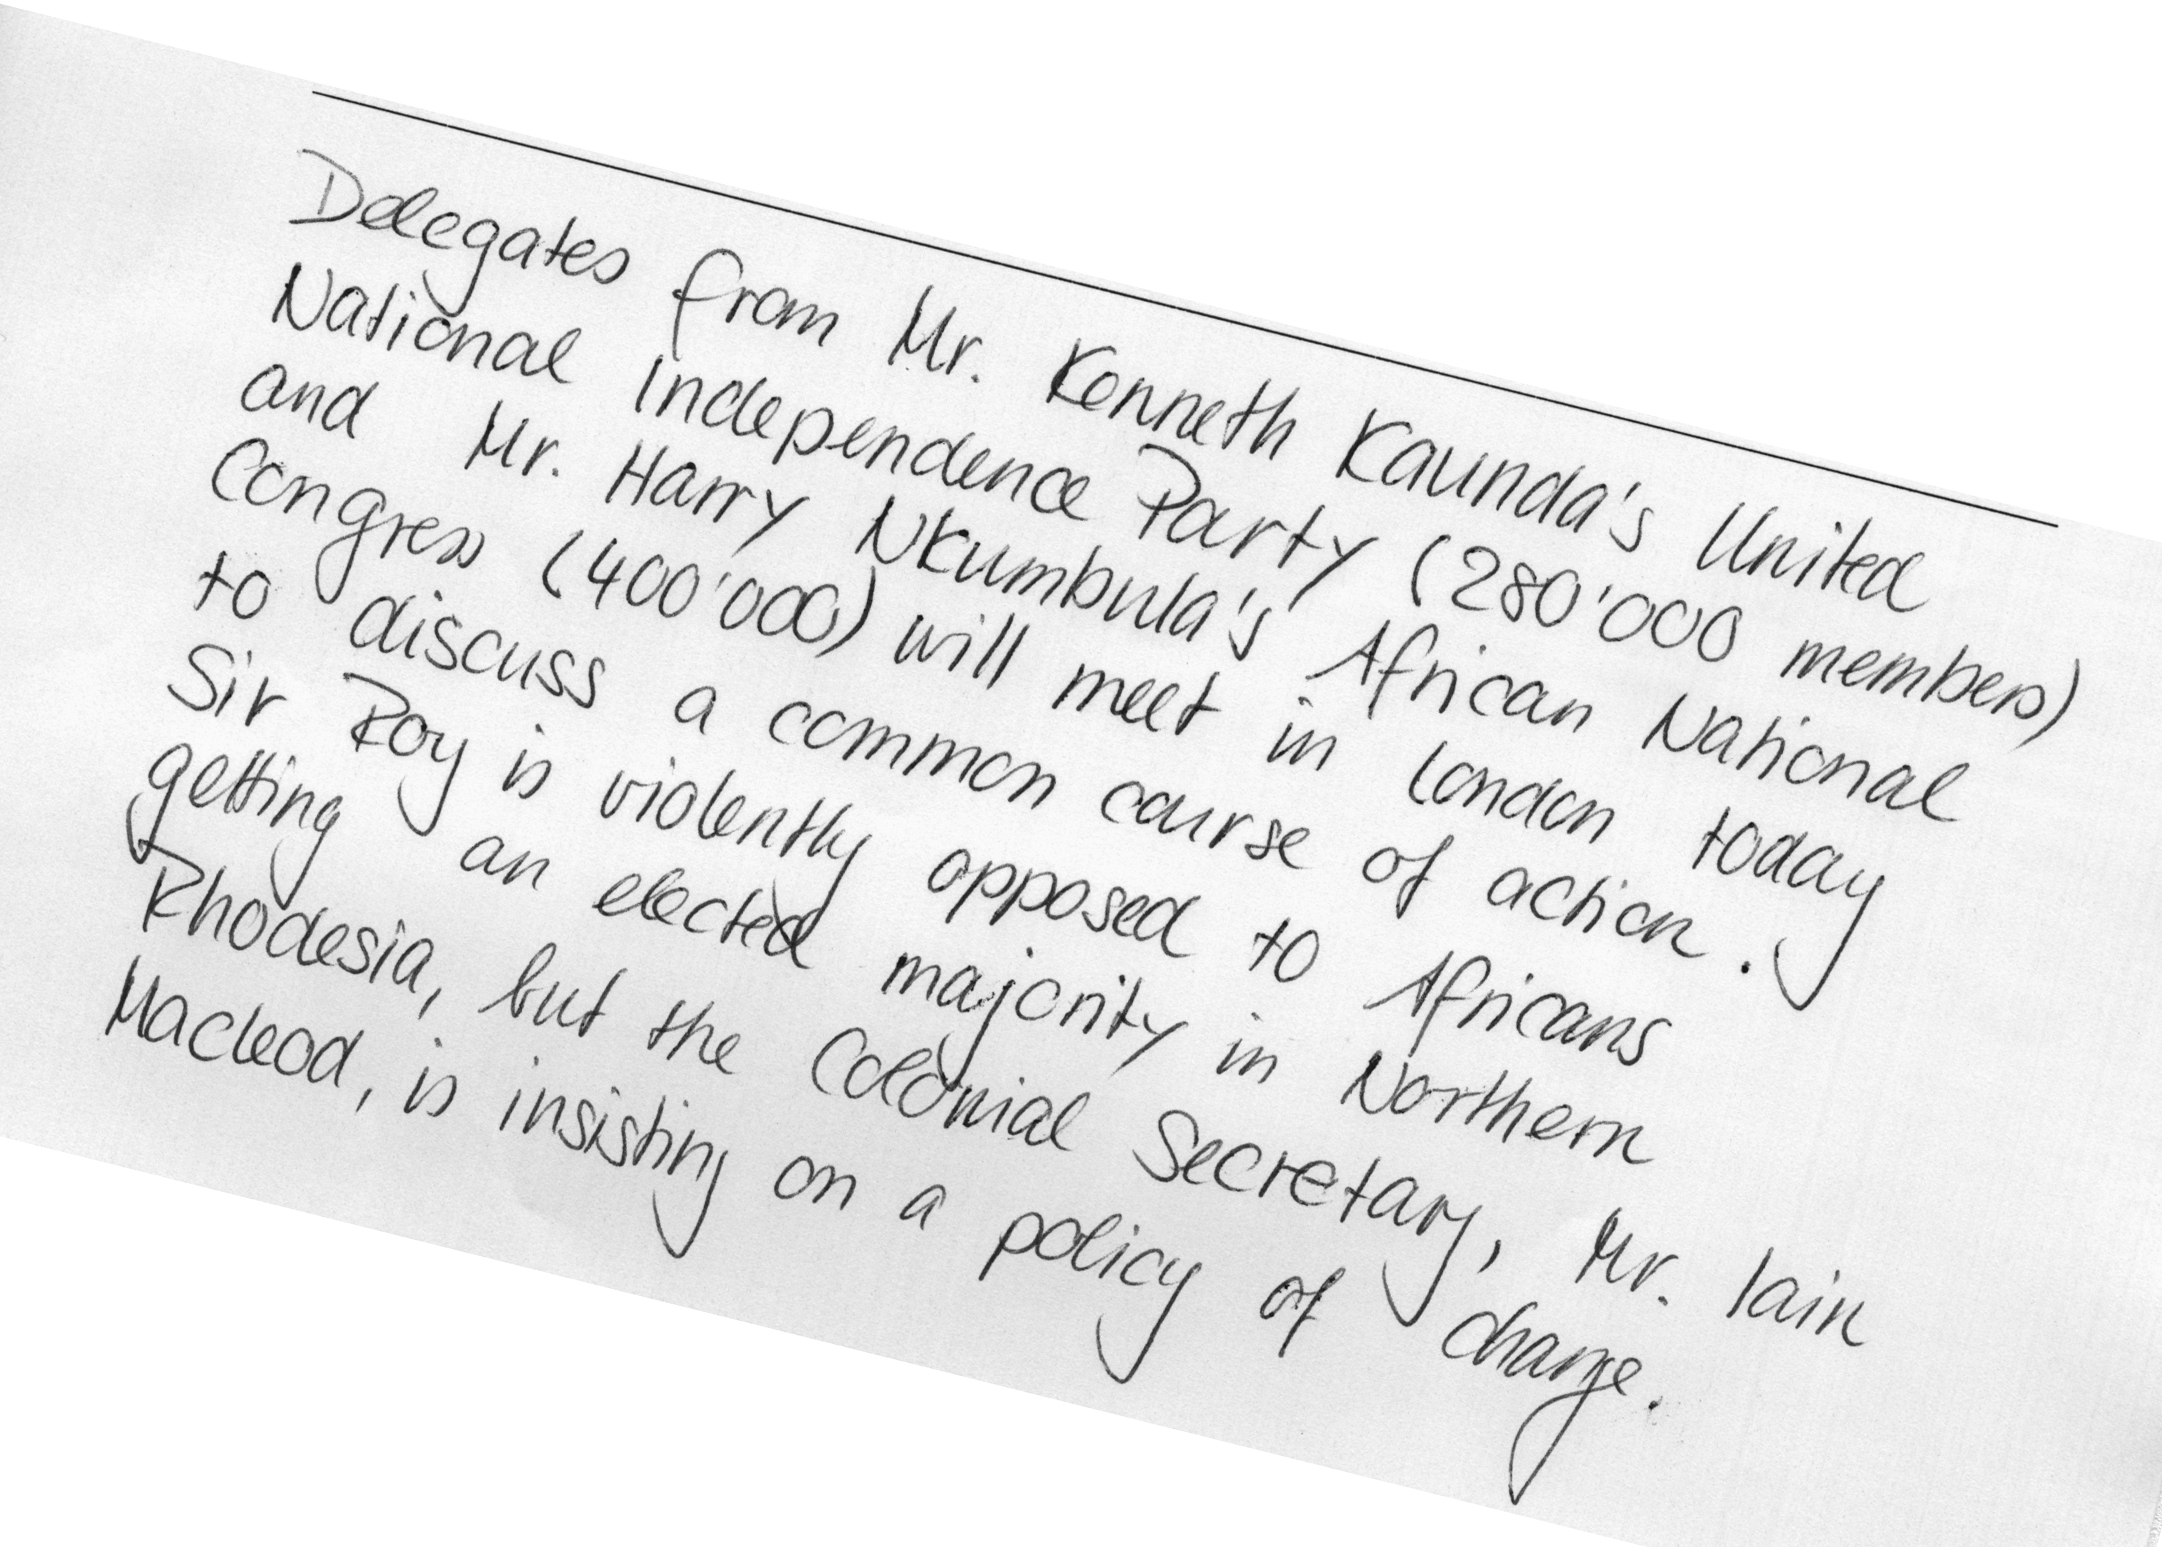 Delegates from Mr. Kenneth Kaunda's United
National Independence Party (280'000 members)
and Mr. Harry Nkumbula's African National
Congress (400'000) will meet in London today
to discuss a common course of action.
Sir Roy is violently opposed to Africans
getting an elected majority in Northern
Rhodesia, but the Colonial Secretary, Mr. Iain
Macleod, is insisting on a policy of change.